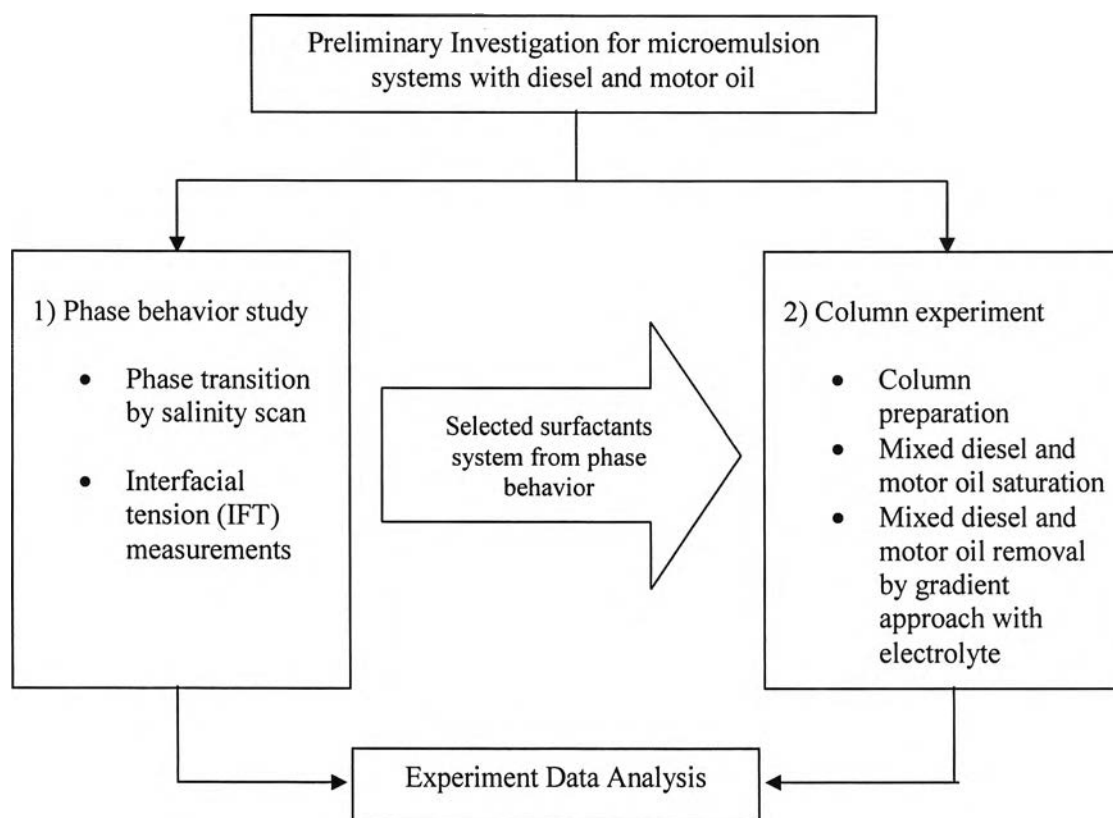 Preliminary Investigation for microemulsion
systems with diesel and motor oil
1) Phase behavior study
• Phase transition
by salinity scan
• Interfacial
tension (IFT)
measurements
Selected surfactants
system from phase
behavior
2) Column experiment
• Column
preparation
• Mixed diesel and
motor oil saturation
• Mixed diesel and
motor oil removal
by gradient
approach with
electrolyte
Experiment Data Analysis